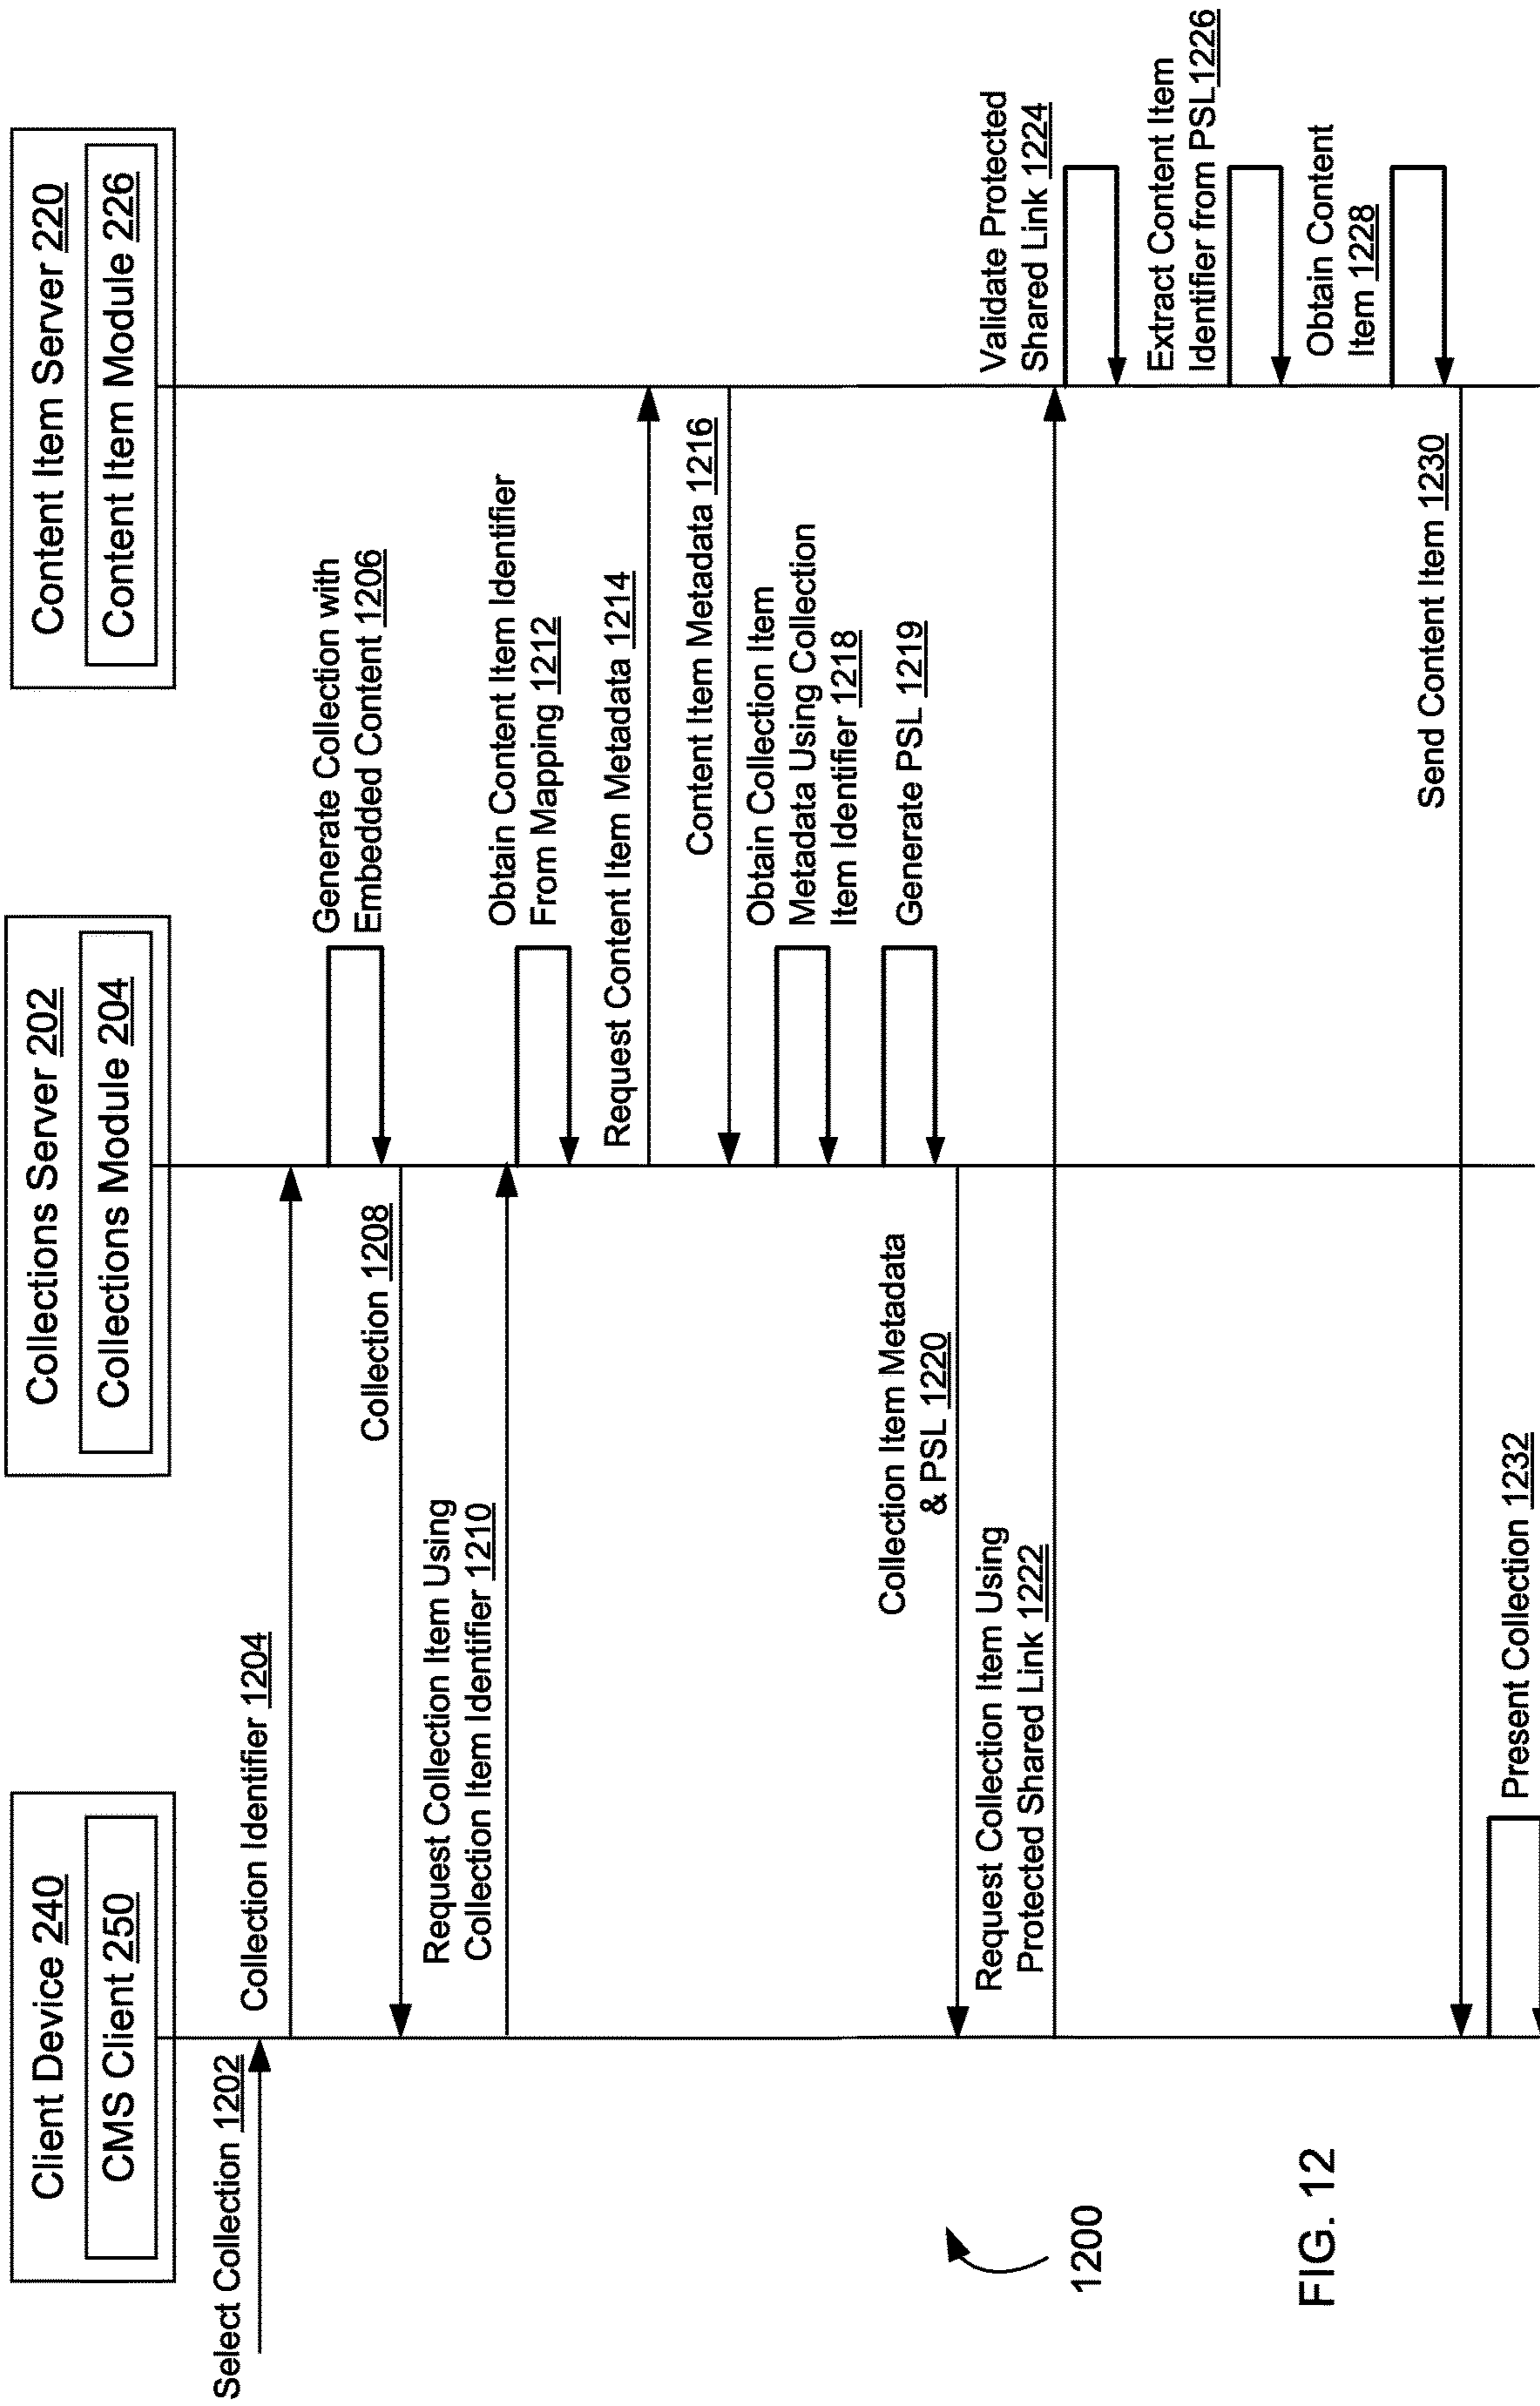 Client Device 240
CMS Client 250
Collections Server 202
Collections Module 204
Content Item Server 220
Content Item Module 226
Select Collection 1202
Collection Identifier 1204
Generate Collection with
Embedded Content 1206
Collection 1208
Request Collection Item Using
Collection Item Identifier 1210
Obtain Content Item Identifier
From Mapping 1212
Request Content Item Metadata 1214
Content Item Metadata 1216
Obtain Collection Item
Metadata Using Collection
Item Identifier 1218
Generate PSL 1219
Collection Item Metadata
& PSL 1220
Request Collection Item Using
Protected Shared Link 1222
Validate Protected
Shared Link 1224
Extract Content Item
Identifier from PSL1226
Obtain Content
Item 1228
Send Content Item 1230
Present Collection 1232
1200
FIG. 12